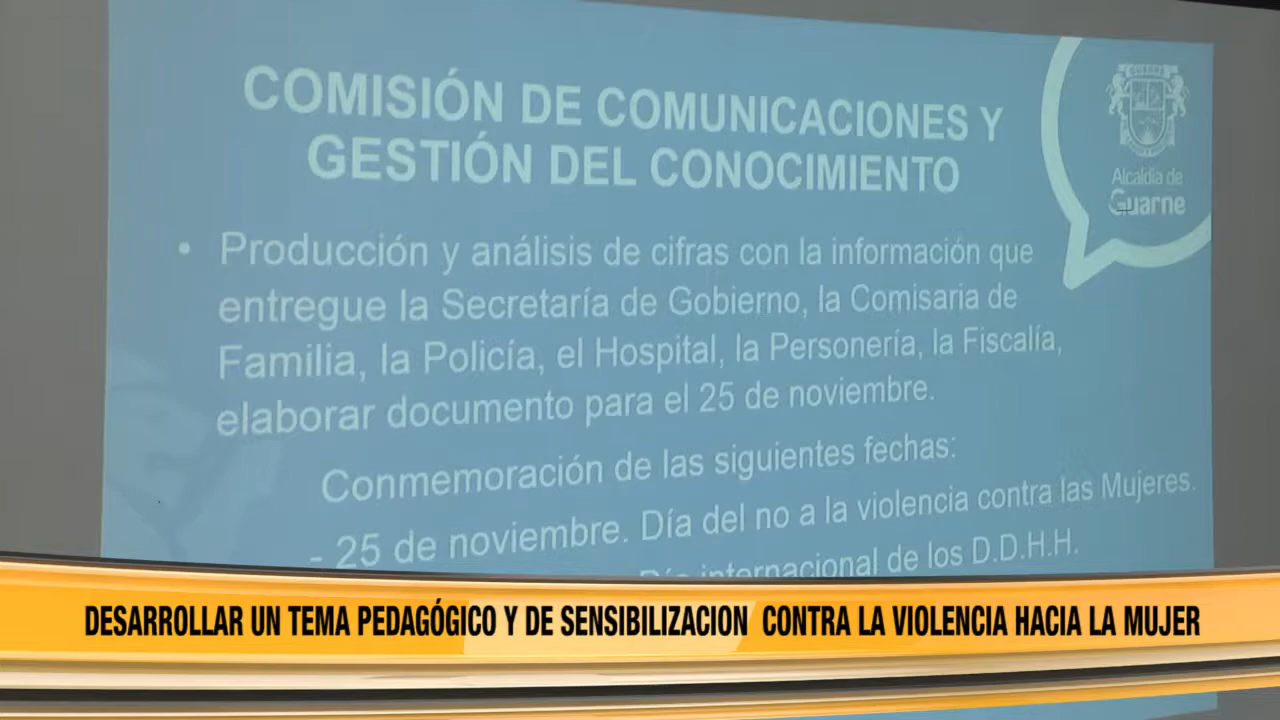 COMISIÓN DE COMUNICACIONES Y
GESTIÓN DEL CONOCIMIENTO
GUARNE
Alcaldía de
Guarne
• Producción y análisis de cifras con la información que
entregue la Secretaría de Gobierno, la Comisaria de
Familia, la Policía, el Hospital, la Personería, la Fiscalía,
elaborar documento para el 25 de noviembre.
Conmemoración de las siguientes fechas:
- 25 de noviembre. Día del no a la violencia contra las Mujeres.
Día internacional de los D.D.H.H.
DESARROLLAR UN TEMA PEDAGÓGICO Y DE SENSIBILIZACION CONTRA LA VIOLENCIA HACIA LA MUJER